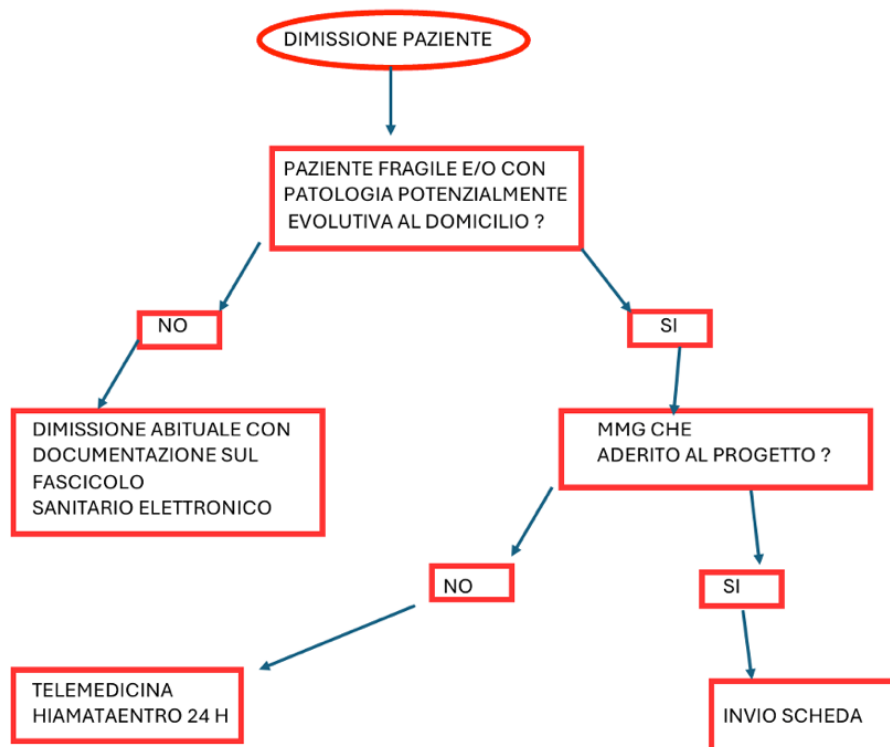 DIMISSIONE PAZIENTE
PAZIENTE FRAGILE E/O CON
PATOLOGIA POTENZIALMENTE
EVOLUTIVA AL DOMICILIO ?
NO
SI
DIMISSIONE ABITUALE CON
DOCUMENTAZIONE SUL
FASCICOLO
SANITARIO ELETTRONICO
MMG CHE
ADERITO AL PROGETTO ?
NO
SI
TELEMEDICINA
HIAMATAENTRO 24 H
INVIO SCHEDA